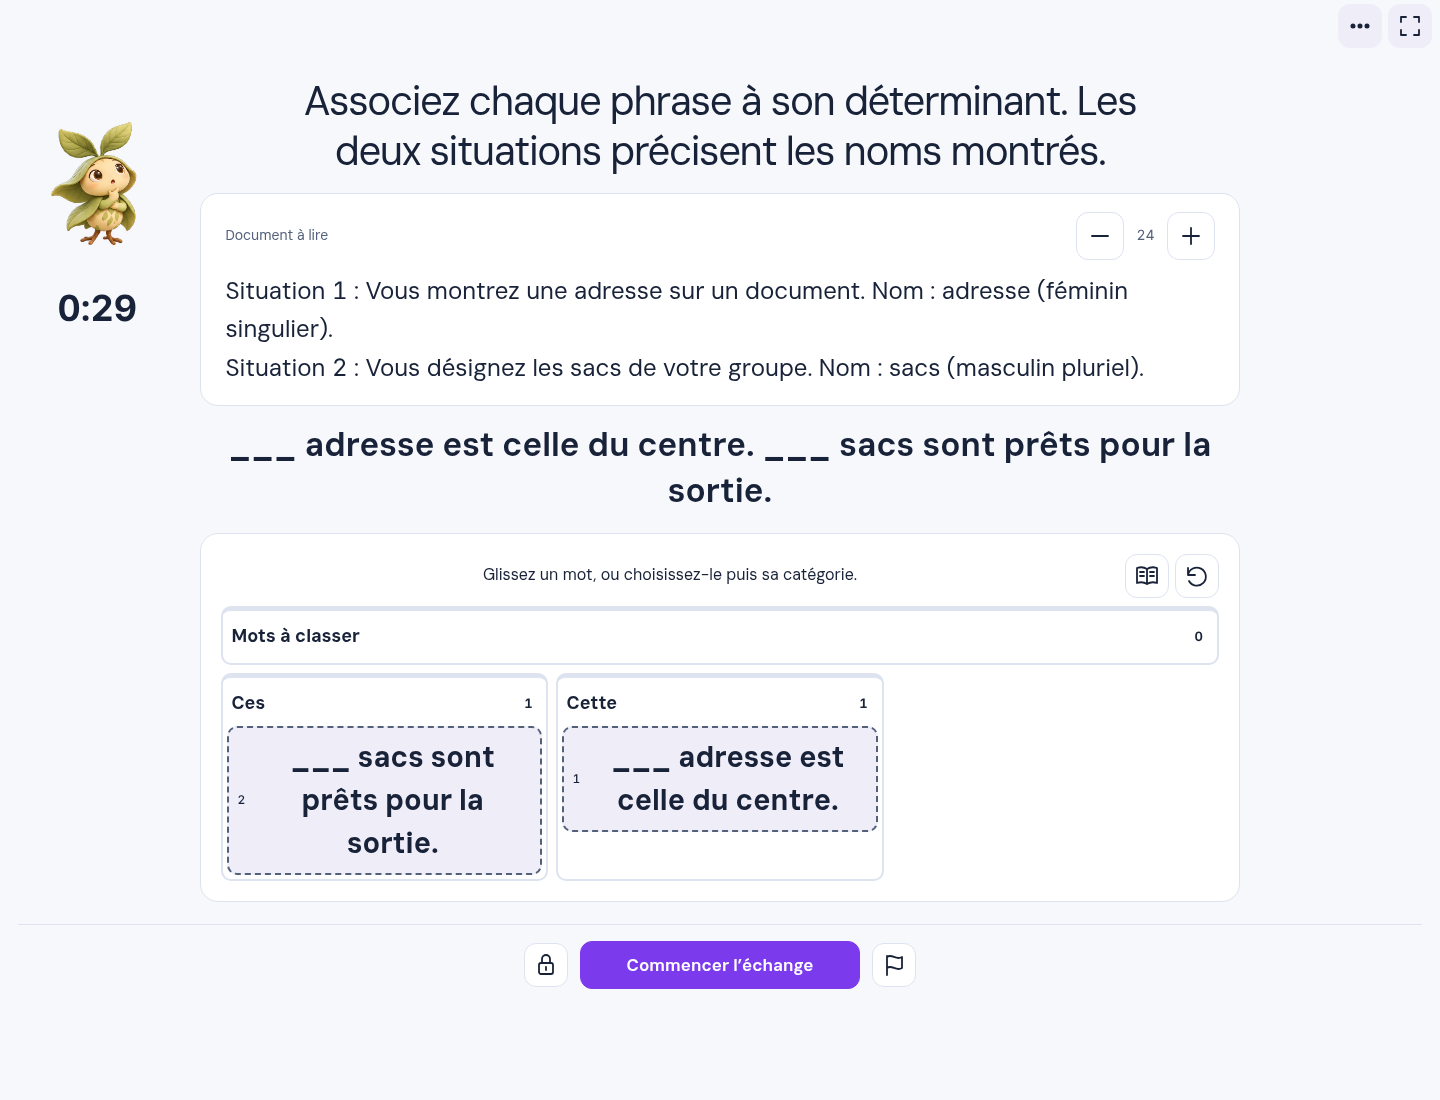 Associez chaque phrase à son déterminant. Les
deux situations précisent les noms montrés.
0:29
Document à lire
24
Situation 1 : Vous montrez une adresse sur un document. Nom : adresse (féminin
singulier).
Situation 2 : Vous désignez les sacs de votre groupe. Nom : sacs (masculin pluriel).
___ adresse est celle du centre. ___ sacs sont prêts pour la
sortie.
Glissez un mot, ou choisissez-le puis sa catégorie.
Mots à classer
0
Ces
1
2
___ sacs sont
prêts pour la
sortie.
Cette
1
1
___ adresse est
celle du centre.
Commencer l’échange